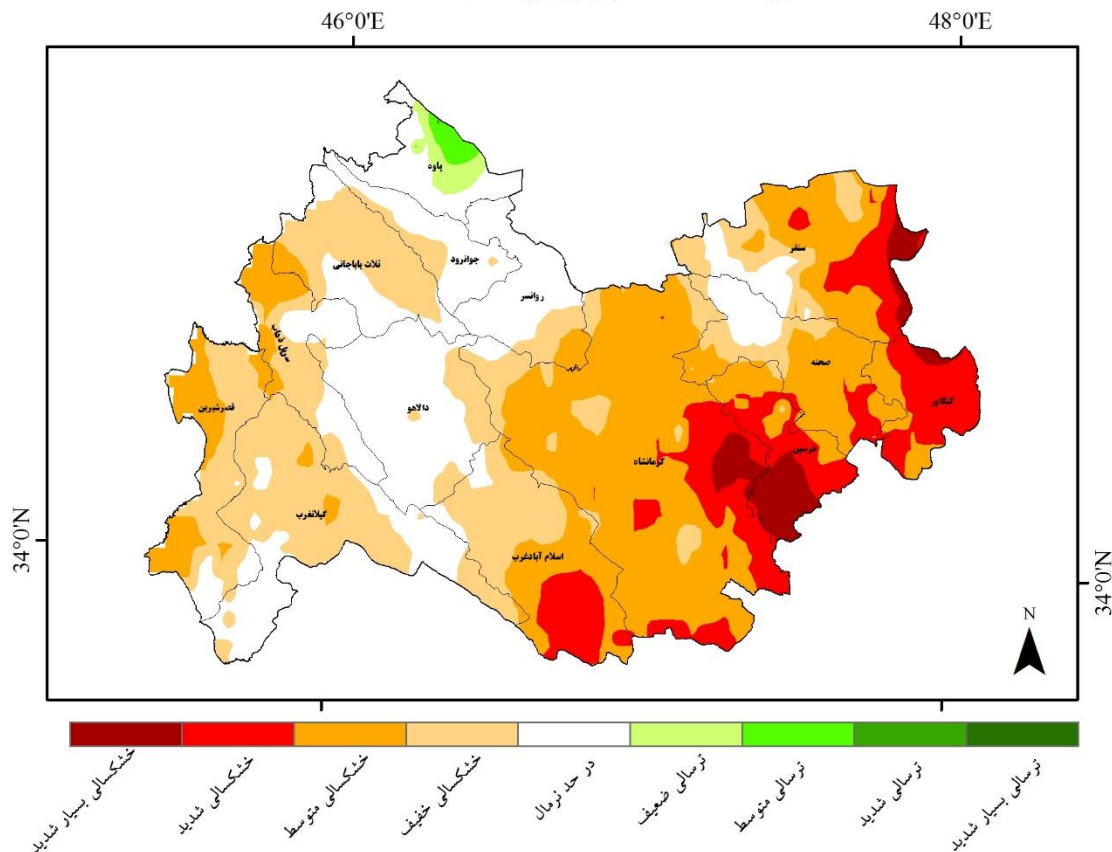 46°0'E
48°0'E
پاوه
سنقر
ثلاث باباجانی
جوانرود
روانسر
سرپل ذهاب
صحنه
قصرشیرین
دالاهو
کنگاور
کرمانشاه
هرسین
گیلانغرب
اسلام آبادغرب
34°0'N
34°0'N
N
خشکسالی بسیار شدید
خشکسالی شدید
خشکسالی متوسط
خشکسالی خفیف
در حد نرمال
ترسالی ضعیف
ترسالی متوسط
ترسالی شدید
ترسالی بسیار شدید